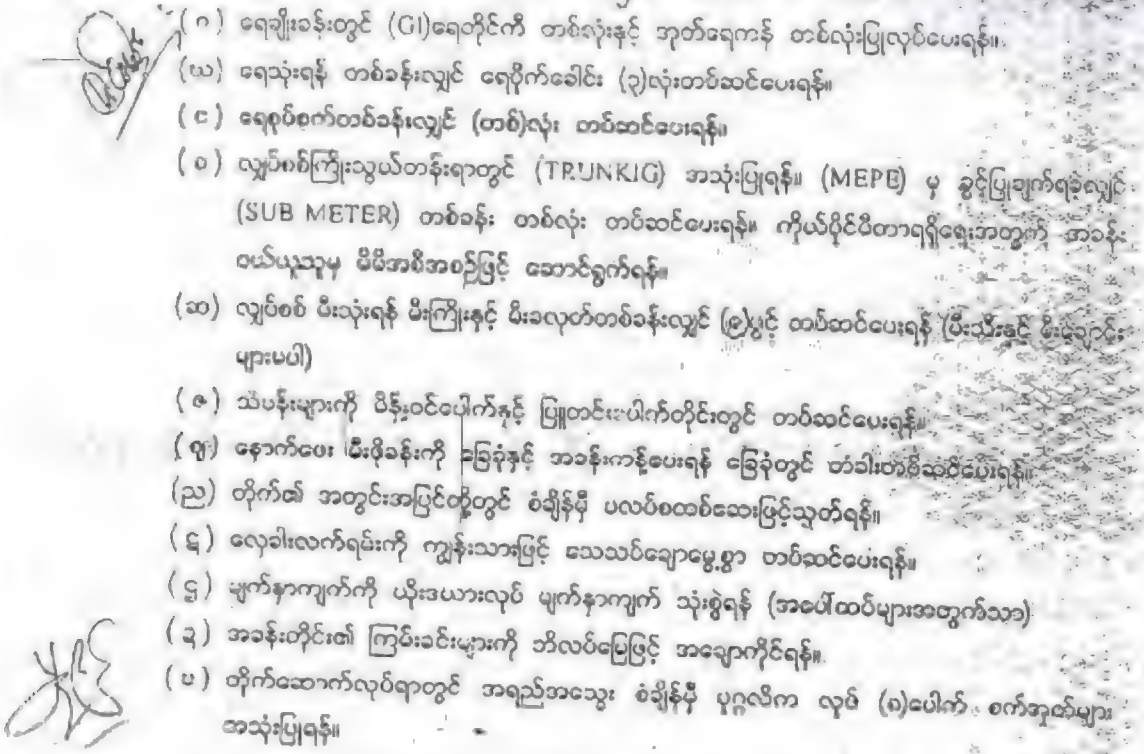 ( ဂ ) ရေချိုးခန်းတွင် (GI)ရေတိုင်ကီ တစ်လုံးနှင့် အုတ်ရေကန် တစ်လုံးပြုလုပ်ပေးရန်။
(ဃ) ရေသုံးရန် တစ်ခန်းလျှင် ရေပိုက်ခေါင်း (၃)လုံးတပ်ဆင်ပေးရန်။
( င ) ရေစုပ်စက်တစ်ခန်းလျှင် (တစ်)လုံး တပ်ဆင်ပေးရန်။
( စ ) လျှပ်စစ်ကြိုးသွယ်တန်းရာတွင် (TRUNKIG) အသုံးပြုရန်။ (MEPE) မှ ခွင့်ပြုချက်ရခဲ့လျှင်
(SUB METER) တစ်ခန်း တစ်လုံး တပ်ဆင်ပေးရန်။ ကိုယ်ပိုင်မီတာရရှိရေးအတွက် အခန်း
ဝယ်ယူသူမှ မိမိအစီအစဉ်ဖြင့် ဆောင်ရွက်ရန်။
(ဆ) လျှပ်စစ် မီးသုံးရန် မီးကြိုးနှင့် မီးခလုတ်တစ်ခန်းလျှင် (၉)ပွင့် တပ်ဆင်ပေးရန် (မီးသီးနှင့် မီးချောင်း
များမပါ)
( ဇ ) သံပန်းများကို မိန်းဝင်ပေါက်နှင့် ပြူတင်းပေါက်တိုင်းတွင် တပ်ဆင်ပေးရန်။
( ဈ) နောက်ဖေး မီးဖိုခန်းကို ခြေခုံနှင့် အခန်းကန့်ပေးရန် ခြေခုံတွင် တံခါးတပ်ဆင်ပေးရန်။
(ည) တိုက်၏ အတွင်းအပြင်တို့တွင် စံချိန်မှီ ပလပ်စတစ်ဆေးဖြင့်သုတ်ရန်။
( ဋ ) လှေခါးလက်ရမ်းကို ကျွန်းသားဖြင့် သေသပ်ချောမွေ့စွာ တပ်ဆင်ပေးရန်။
( ဌ ) မျက်နှာကျက်ကို ယိုးဒယားလုပ် မျက်နှာကျက် သုံးစွဲရန် (အပေါ်ထပ်များအတွက်သာ)
( ဍ ) အခန်းတိုင်း၏ ကြမ်းခင်းများကို ဘိလပ်မြေဖြင့် အချောကိုင်ရန်။
( ဎ ) တိုက်ဆောက်လုပ်ရာတွင် အရည်အသွေး စံချိန်မှီ ပုဂ္ဂလိက လုပ် (၈)ပေါက် စက်အုတ်များ
အသုံးပြုရန်။